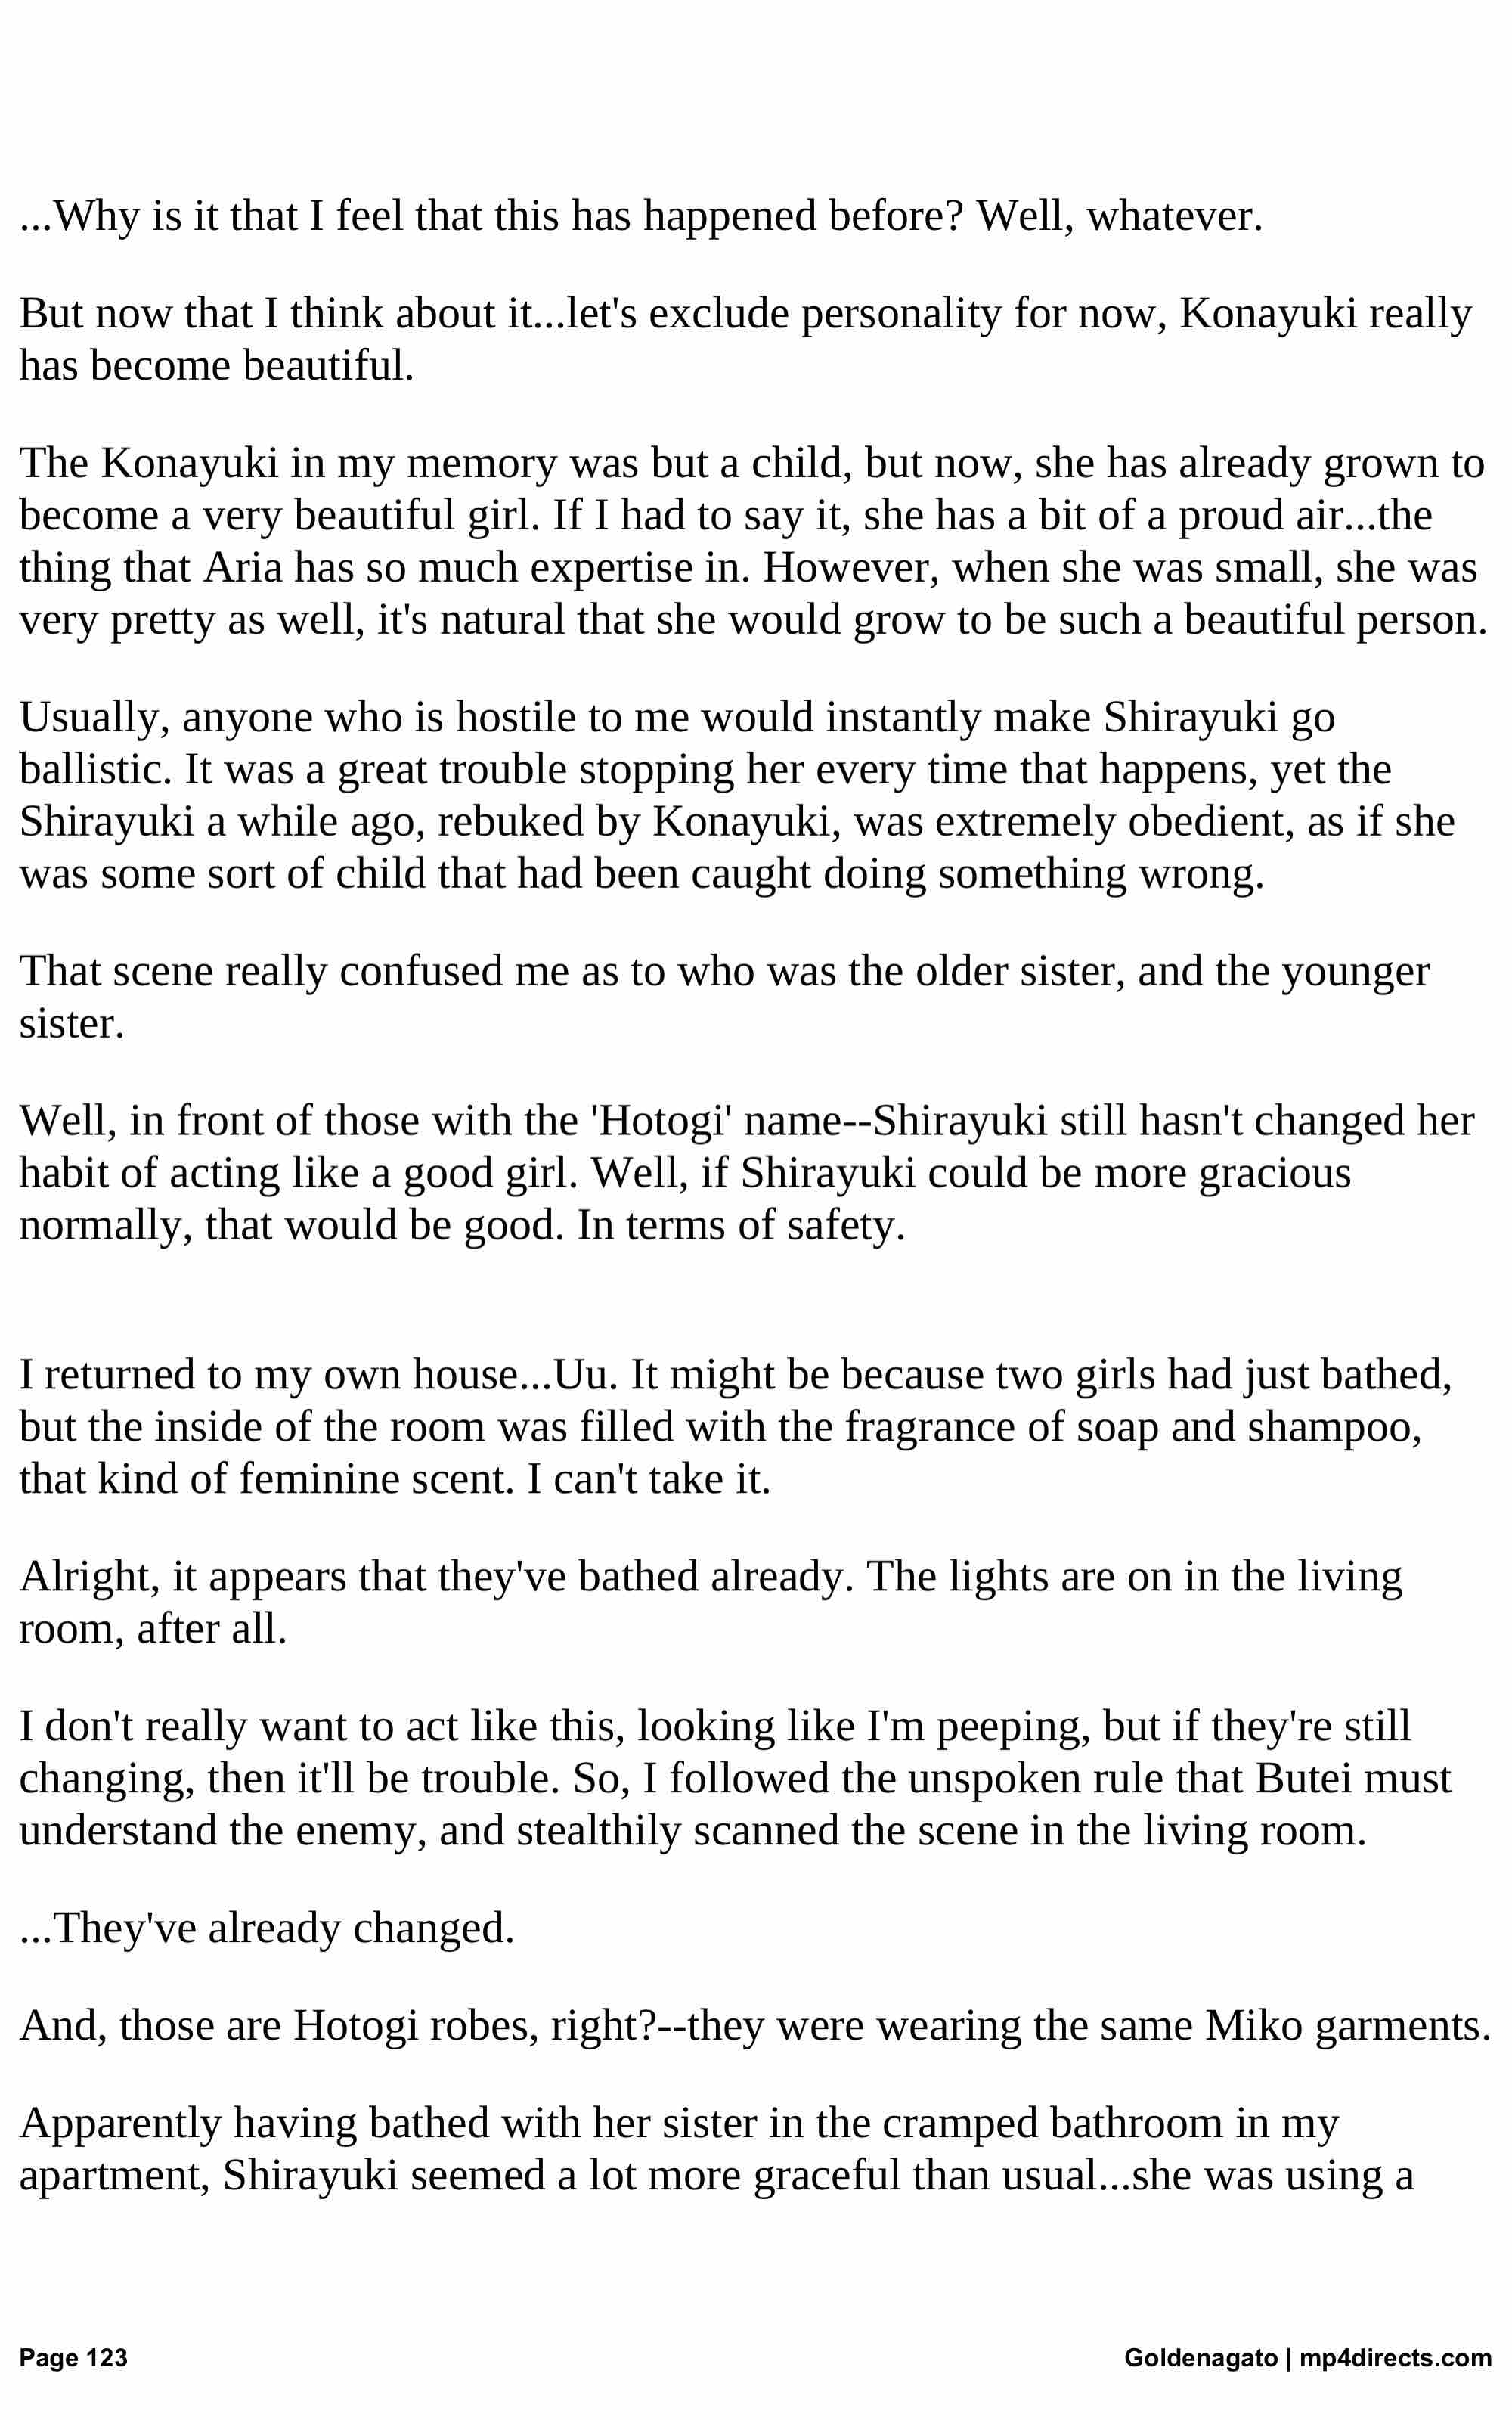 ...Why is it that I feel that this has happened before? Well, whatever.
But now that I think about it...let's exclude personality for now, Konayuki really
has become beautiful.
The Konayuki in my memory was but a child, but now, she has already grown to
become a very beautiful girl. If I had to say it, she has a bit of a proud air...the
thing that Aria has so much expertise in. However, when she was small, she was
very pretty as well, it's natural that she would grow to be such a beautiful person.
Usually, anyone who is hostile to me would instantly make Shirayuki go
ballistic. It was a great trouble stopping her every time that happens, yet the
Shirayuki a while ago, rebuked by Konayuki, was extremely obedient, as if she
was some sort of child that had been caught doing something wrong.
That scene really confused me as to who was the older sister, and the younger
sister.
Well, in front of those with the 'Hotogi' name--Shirayuki still hasn't changed her
habit of acting like a good girl. Well, if Shirayuki could be more gracious
normally, that would be good. In terms of safety.
I returned to my own house...Uu. It might be because two girls had just bathed,
but the inside of the room was filled with the fragrance of soap and shampoo,
that kind of feminine scent. I can't take it.
Alright, it appears that they've bathed already. The lights are on in the living
room, after all.
I don't really want to act like this, looking like I'm peeping, but if they're still
changing, then it'll be trouble. So, I followed the unspoken rule that Butei must
understand the enemy, and stealthily scanned the scene in the living room.
...They've already changed.
And, those are Hotogi robes, right?--they were wearing the same Miko garments.
Apparently having bathed with her sister in the cramped bathroom in my
apartment, Shirayuki seemed a lot more graceful than usual...she was using a
Page 123
Goldenagato | mp4directs.com